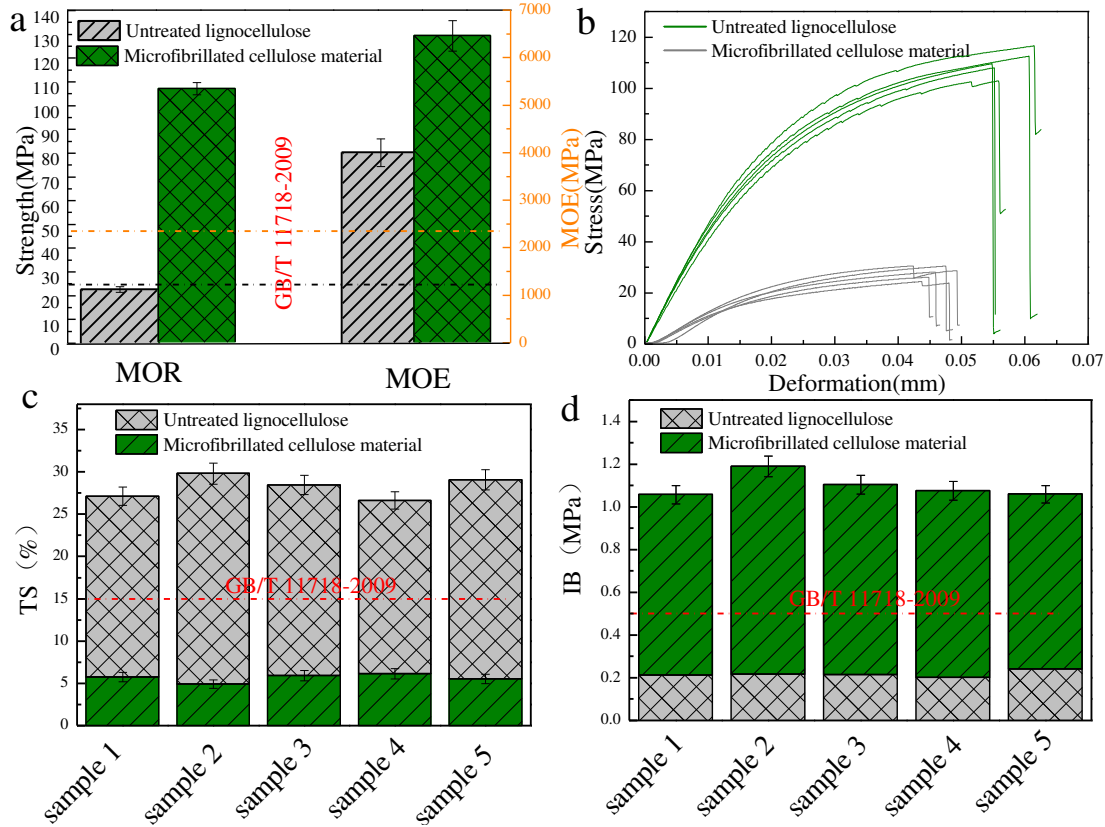 a
140
130
120
110
100
90
80
70
60
50
40
30
20
10
0
Strength(MPa)
Untreated lignocellulose
Microfibrillated cellulose material
GB/T 11718-2009
7000
6000
5000
4000
3000
2000
1000
0
MOE(MPa)
MOR
MOE
b
120
100
80
60
40
20
0
Stress(MPa)
Untreated lignocellulose
Microfibrillated cellulose material
0.00
0.01
0.02
0.03
0.04
0.05
0.06
0.07
Deformation(mm)
c
35
30
25
20
15
10
5
0
TS（%）
Untreated lignocellulose
Microfibrillated cellulose material
GB/T 11718-2009
sample 1
sample 2
sample 3
sample 4
sample 5
d
1.4
1.2
1.0
0.8
0.6
0.4
0.2
0.0
IB（MPa）
Untreated lignocellulose
Microfibrillated cellulose material
GB/T 11718-2009
sample 1
sample 2
sample 3
sample 4
sample 5